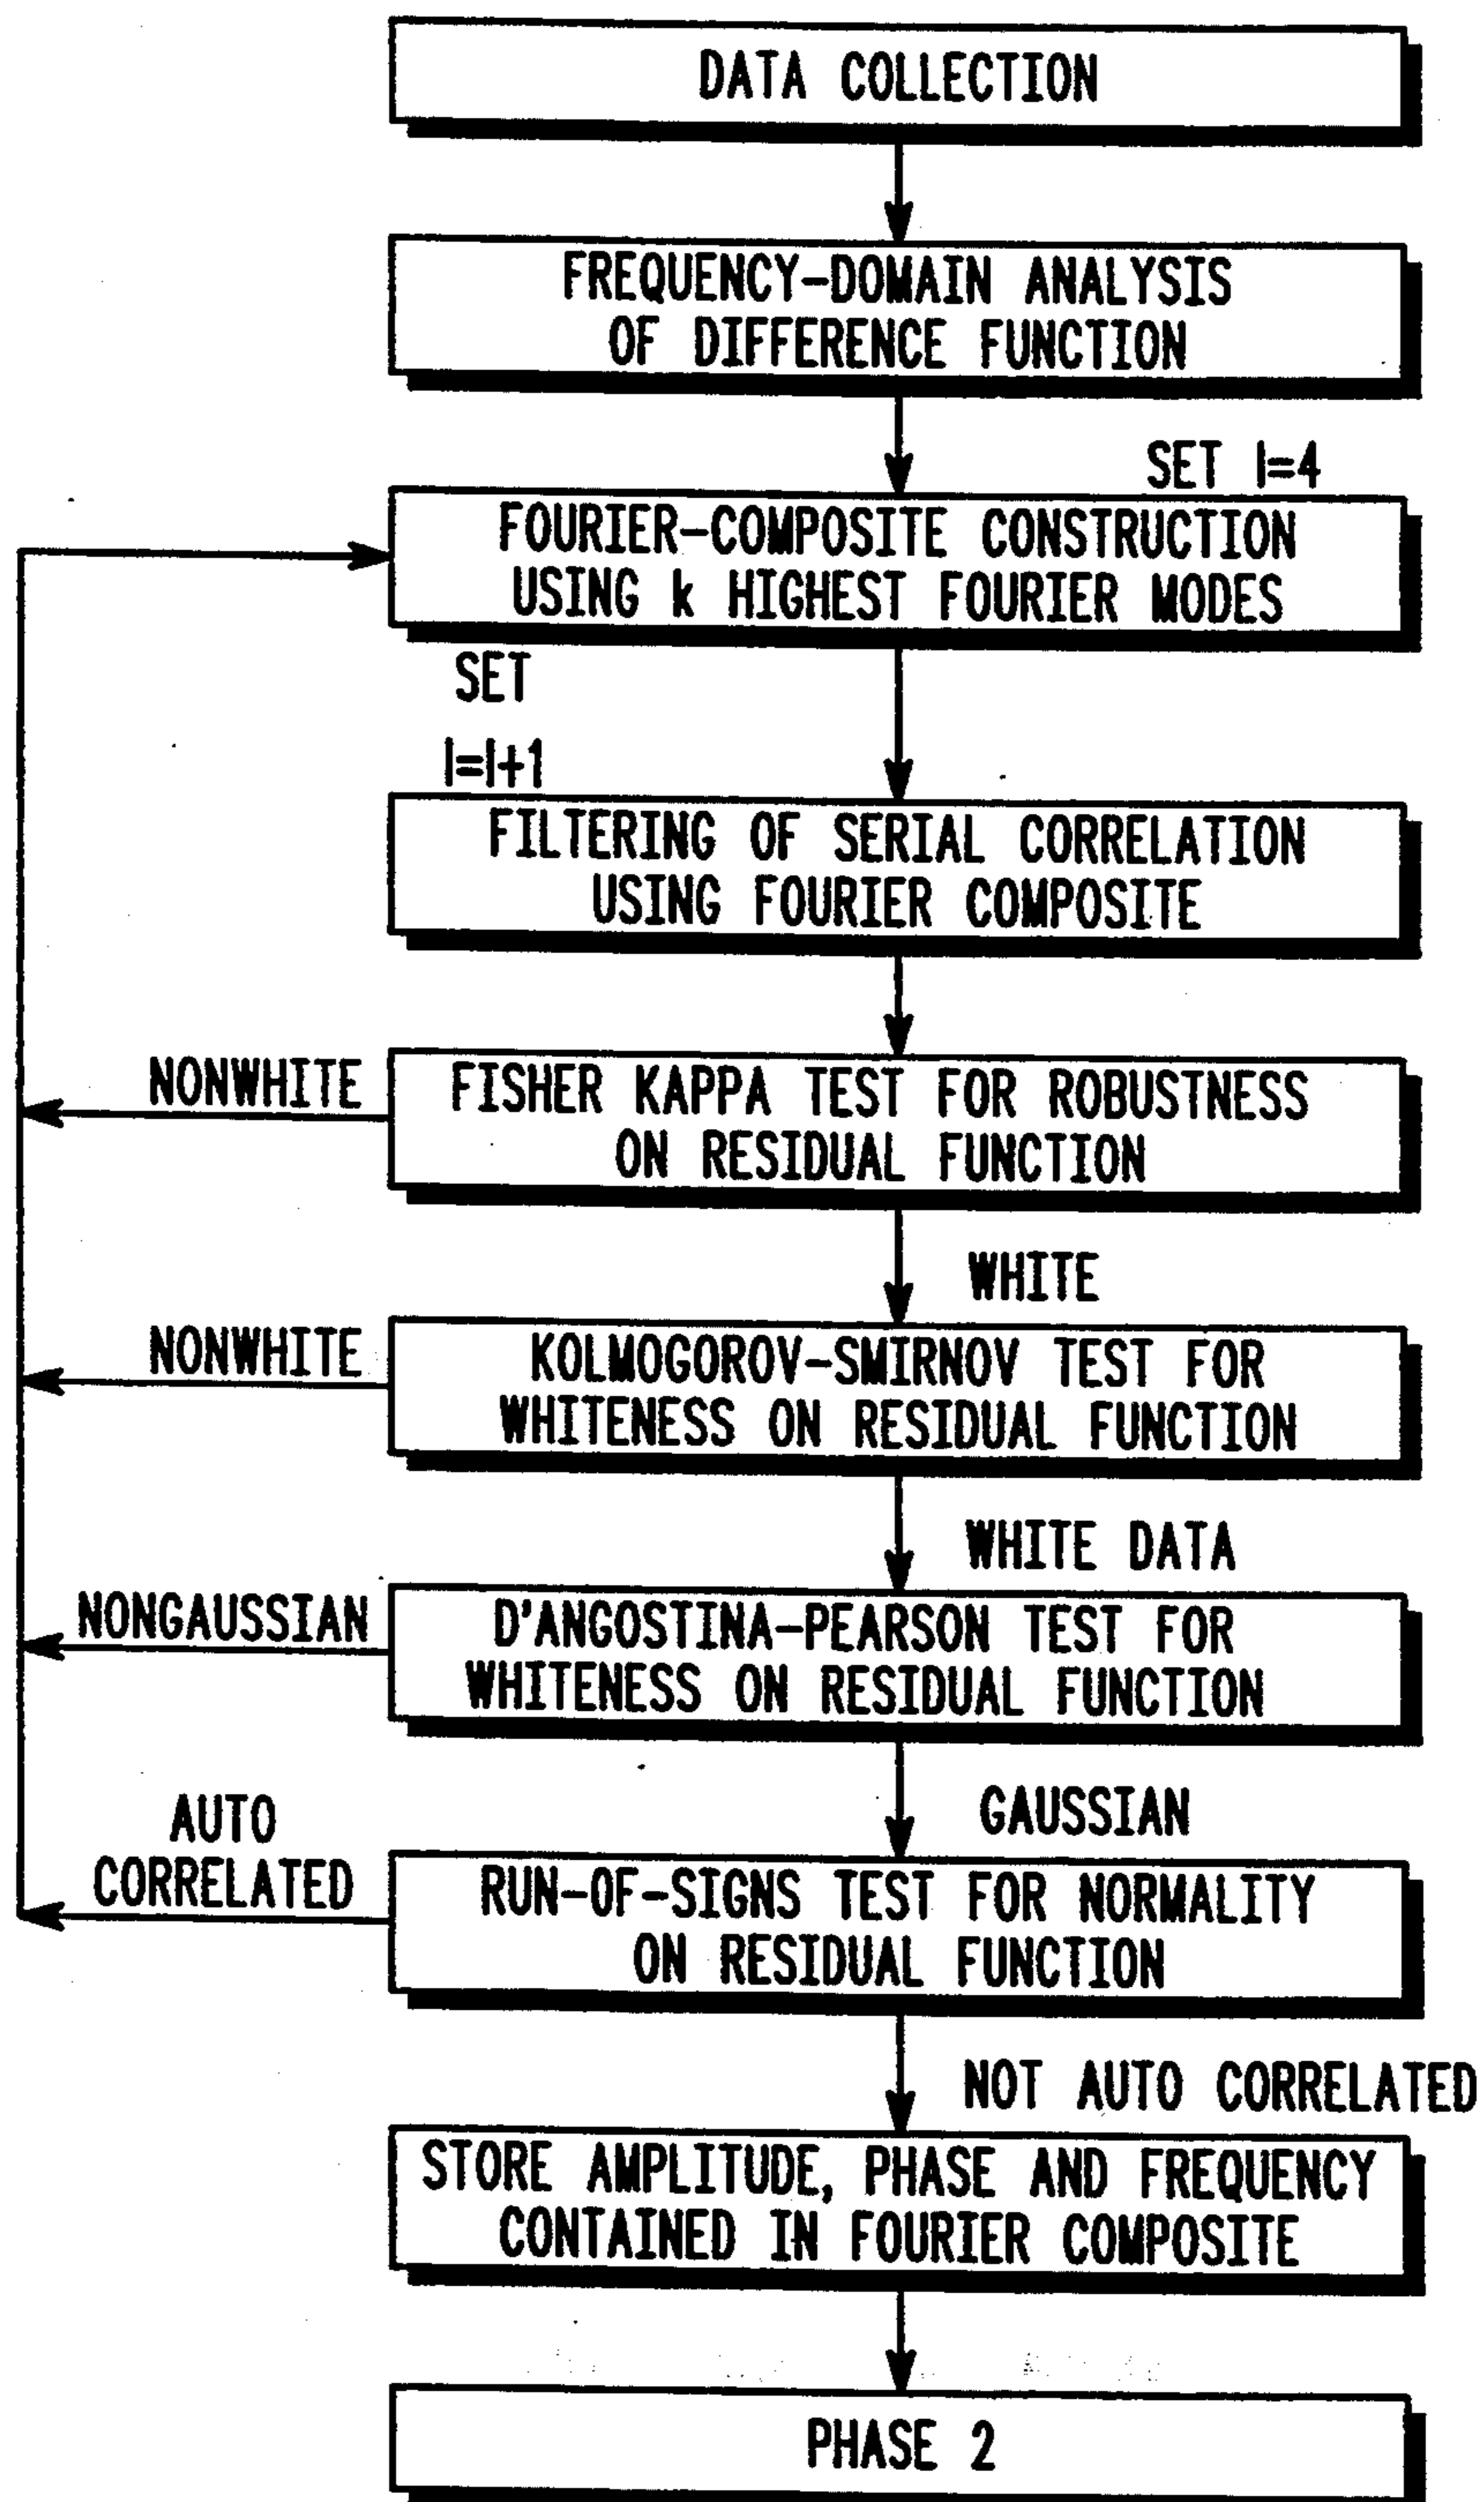 DATA COLLECTION
FREQUENCY-DOMAIN ANALYSIS
OF DIFFERENCE FUNCTION
SET I=4
FOURIER-COMPOSITE CONSTRUCTION
USING k HIGHEST FOURIER MODES
SET
I=I+1
FILTERING OF SERIAL CORRELATION
USING FOURIER COMPOSITE
NONWHITE
FISHER KAPPA TEST FOR ROBUSTNESS
ON RESIDUAL FUNCTION
WHITE
NONWHITE
KOLMOGOROV-SMIRNOV TEST FOR
WHITENESS ON RESIDUAL FUNCTION
WHITE DATA
NONGAUSSIAN
D'ANGOSTINA-PEARSON TEST FOR
WHITENESS ON RESIDUAL FUNCTION
GAUSSIAN
AUTO
CORRELATED
RUN-OF-SIGNS TEST FOR NORMALITY
ON RESIDUAL FUNCTION
NOT AUTO CORRELATED
STORE AMPLITUDE, PHASE AND FREQUENCY
CONTAINED IN FOURIER COMPOSITE
PHASE 2